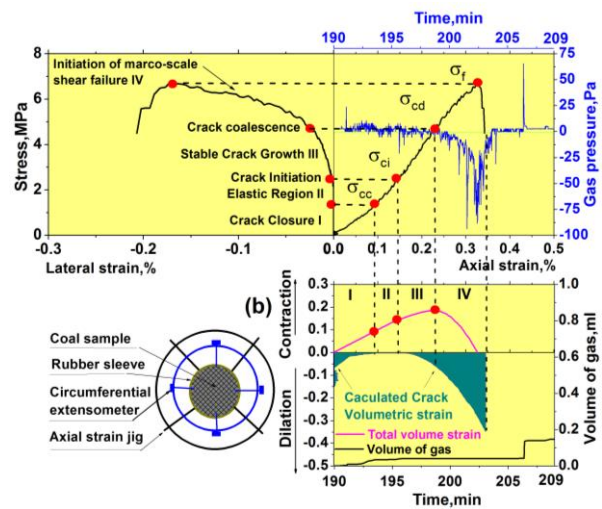 Time,min
190 195 200 203 205 209
8
6
4
2
0
Stress,MPa
75
50
25
0
-25
-50
-75
-100
Gas pressure,Pa
Initiation of marco-scale
shear failure IV
σf
σcd
Crack coalescence
Stable Crack Growth III
σci
Crack Initiation
Elastic Region II
σcc
Crack Closure I
-0.3 -0.2 -0.1 0.0 0.1 0.2 0.3 0.4 0.5
Lateral strain,%
Axial strain,%
(b)
Coal sample
Rubber sleeve
Circumferential
extensometer
Axial strain jig
Contraction
Dilation
0.3
0.2
0.1
0.0
-0.1
-0.2
-0.3
-0.4
-0.5
I II III IV
Caculated Crack
Volumetric strain
Total volume strain
Volume of gas
1.0
0.8
0.6
0.4
0.2
0.0
Volume of gas,ml
190 195 200 203 205 209
Time,min